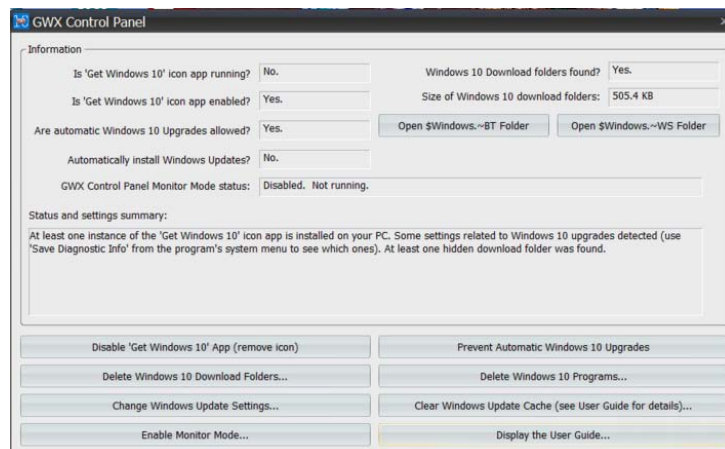 GWX Control Panel
Information
Is 'Get Windows 10' icon app running? No.
Windows 10 Download folders found? Yes.
Is 'Get Windows 10' icon app enabled? Yes.
Size of Windows 10 download folders: 505.4 KB
Are automatic Windows 10 Upgrades allowed? Yes.
Open $Windows.~BT Folder
Open $Windows.~WS Folder
Automatically install Windows Updates? No.
GWX Control Panel Monitor Mode status: Disabled. Not running.
Status and settings summary:
At least one instance of the 'Get Windows 10' icon app is installed on your PC. Some settings related to Windows 10 upgrades detected (use
'Save Diagnostic Info' from the program's system menu to see which ones). At least one hidden download folder was found.
Disable 'Get Windows 10' App (remove icon)
Prevent Automatic Windows 10 Upgrades
Delete Windows 10 Download Folders...
Delete Windows 10 Programs...
Change Windows Update Settings...
Clear Windows Update Cache (see User Guide for details)...
Enable Monitor Mode...
Display the User Guide...